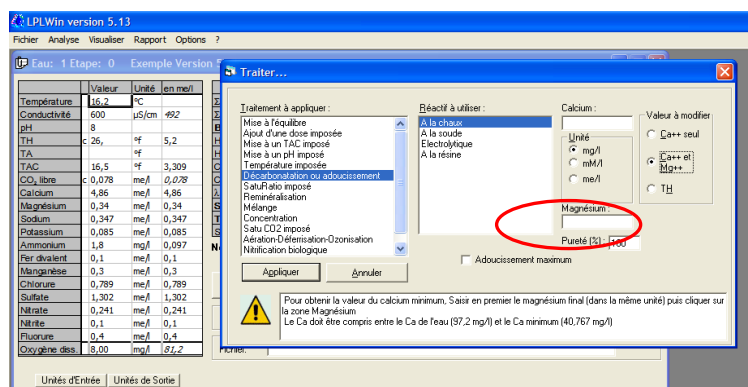 LPLWin version 5.13
Fichier Analyse Visualiser Rapport Options ?
Eau: 1 Etape: 0 Exemple Versio
Valeur Unité en me/l
Température 16,2 °C
Conductivité 600 µS/cm 492
pH 8
TH c 26, °f 5,2
TA °f
TAC 16,5 °f 3,309
CO₂ libre c 0,078 me/l 0,078
Calcium 4,86 me/l 4,86
Magnésium 0,34 me/l 0,34
Sodium 0,347 me/l 0,347
Potassium 0,085 me/l 0,085
Ammonium 1,8 mg/l 0,097
Fer divalent 0,1 me/l 0,1
Manganèse 0,3 me/l 0,3
Chlorure 0,789 me/l 0,789
Sulfate 1,302 me/l 1,302
Nitrate 0,241 me/l 0,241
Nitrite 0,1 me/l 0,1
Fluorure 0,4 me/l 0,4
Oxygène diss. 8,00 mg/l 81,2
Unités d'Entrée Unités de Sortie
Traiter...
Traitement à appliquer :
Mise à l'équilibre
Ajout d'une dose imposée
Mise à un TAC imposé
Mise à un pH imposé
Température imposée
Décarbonatation ou adoucissement
SatuRatio imposé
Reminéralisation
Mélange
Concentration
Satu CO2 imposé
Aération-Déferrisation-Ozonisation
Nitrification biologique
Réactif à utiliser :
A la chaux
A la soude
Electrolytique
A la résine
Calcium :
Unité
mg/l
mM/l
me/l
Magnésium :
Pureté (%) : 100
Valeur à modifier
Ca++ seul
Ca++ et
Mg++
TH
Appliquer Annuler
Adoucissement maximum
Pour obtenir la valeur du calcium minimum, Saisir en premier le magnésium final (dans la même unité) puis cliquer sur
la zone Magnésium
Le Ca doit être compris entre le Ca de l'eau (97,2 mg/l) et le Ca minimum (40,767 mg/l)
Fichier: